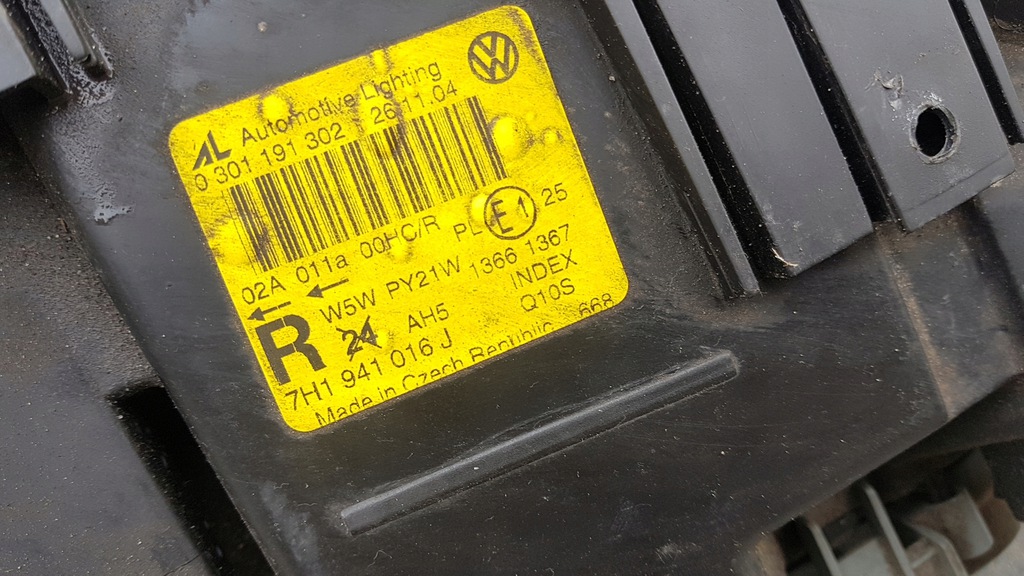 AL Automotive Lighting
0 301 191 302 26.11.04
02A 011a 00HC/R PL E1 25
W5W PY21W 1366 1367
R 24 AH5 INDEX
7H1 941 016 J Q10S
Made in Czech Republic 668